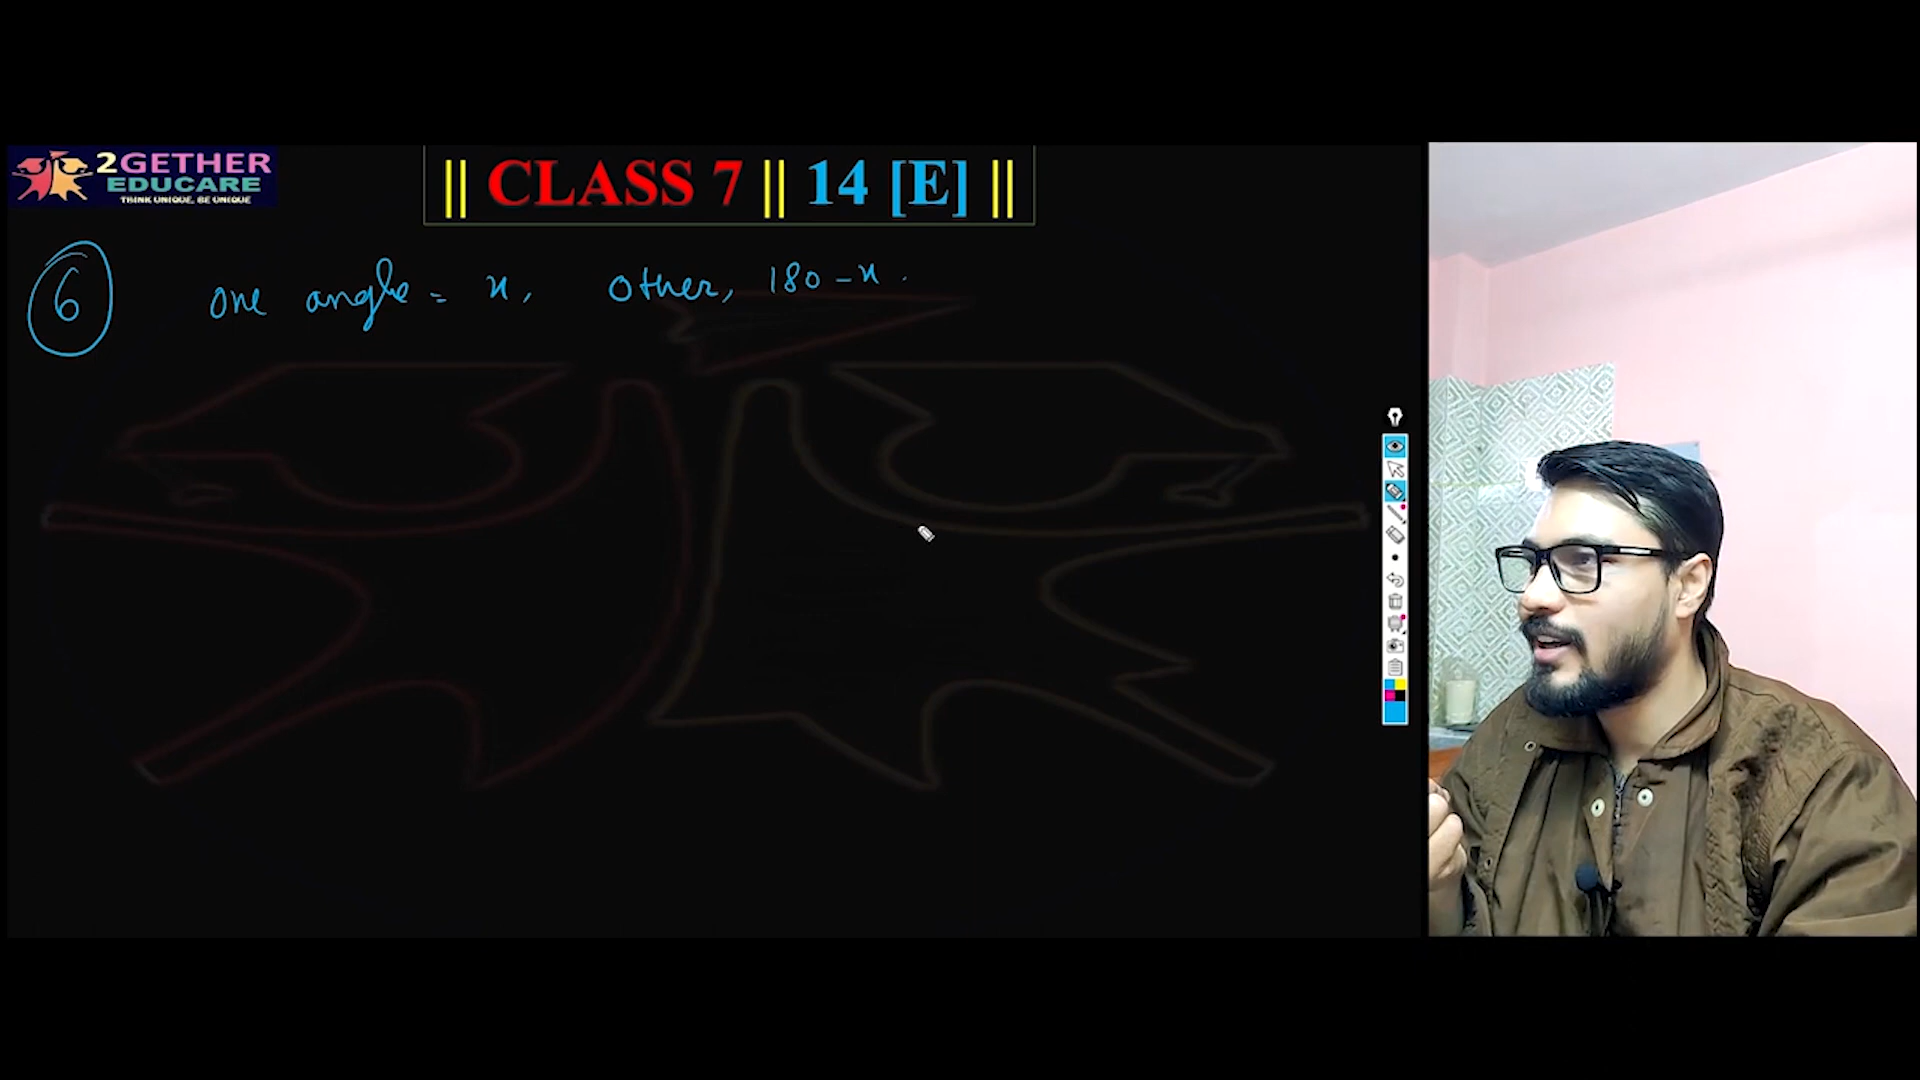 2GETHER
EDUCARE
THINK UNIQUE, BE UNIQUE
|| CLASS 7 || 14 [E] ||
6 one angle = x, other, 180-x.